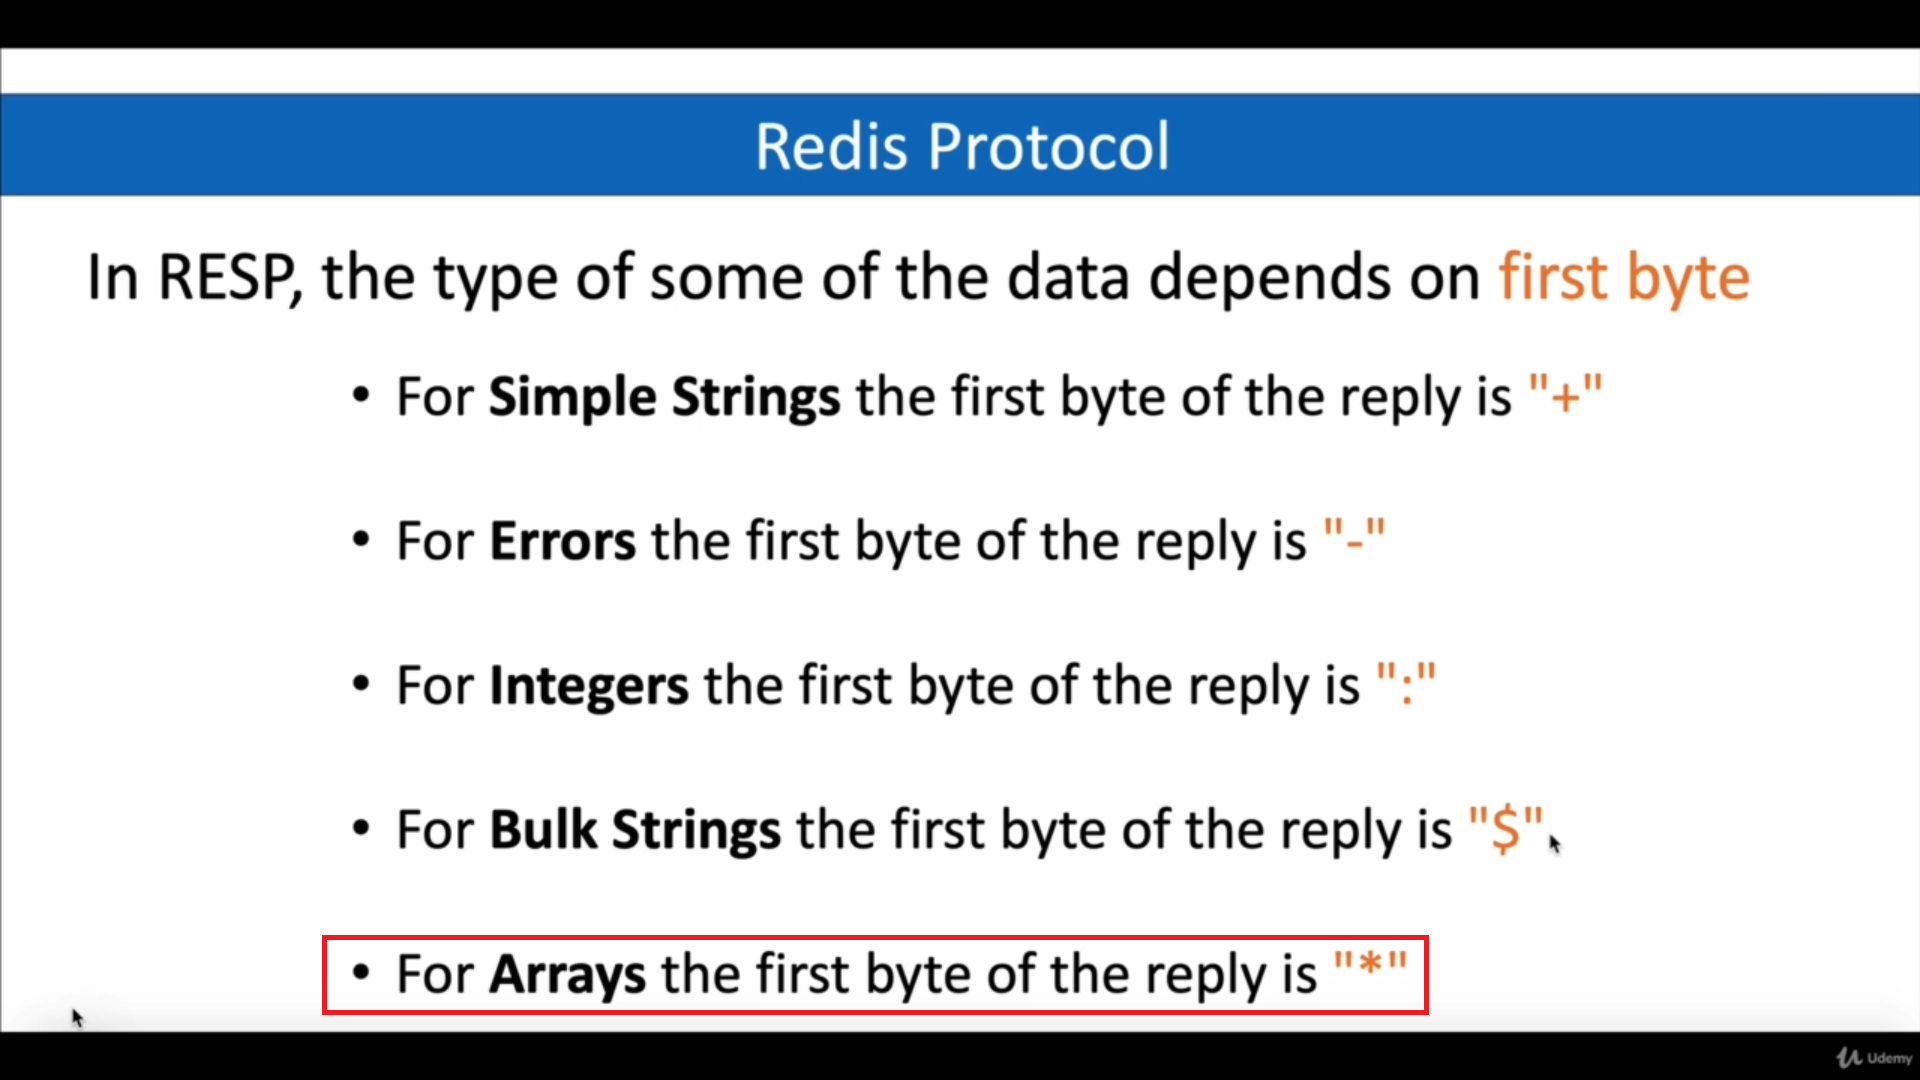 Redis Protocol
In RESP, the type of some of the data depends on first byte
• For Simple Strings the first byte of the reply is "+"
• For Errors the first byte of the reply is "-"
• For Integers the first byte of the reply is ":"
• For Bulk Strings the first byte of the reply is "$"
• For Arrays the first byte of the reply is "*"
Udemy